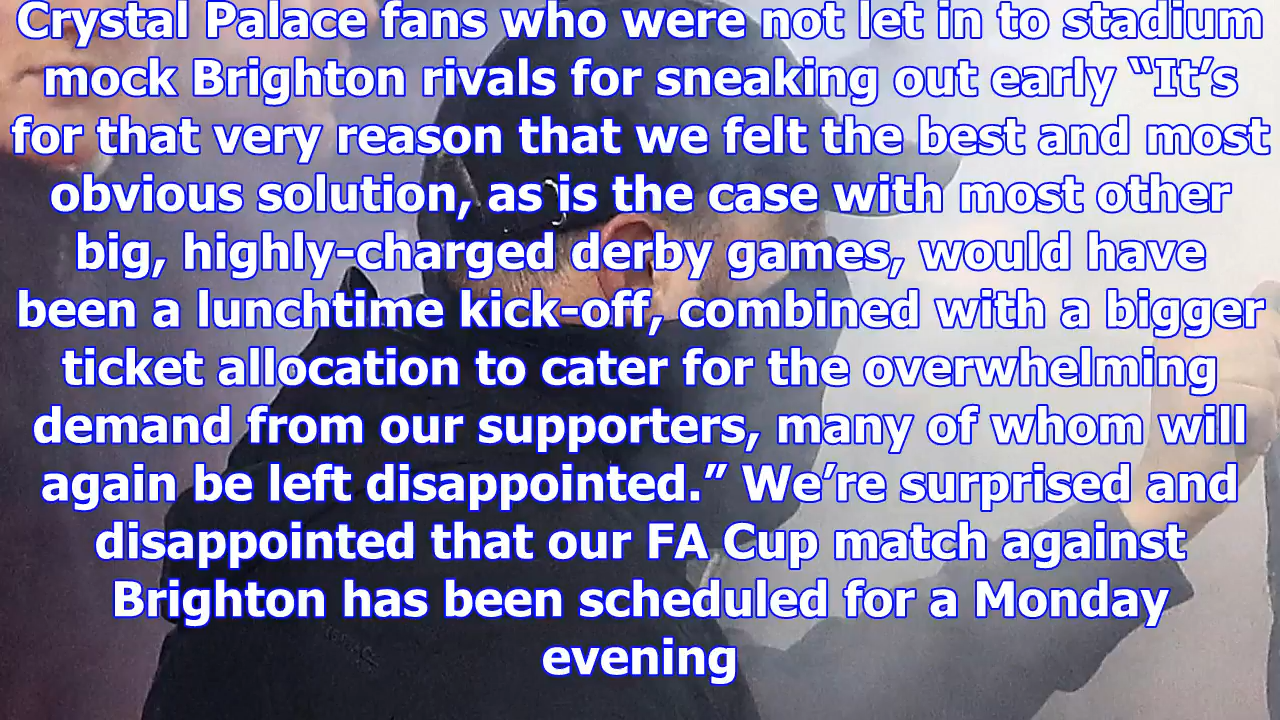 Crystal Palace fans who were not let in to stadium
mock Brighton rivals for sneaking out early “It’s
for that very reason that we felt the best and most
obvious solution, as is the case with most other
big, highly-charged derby games, would have
been a lunchtime kick-off, combined with a bigger
ticket allocation to cater for the overwhelming
demand from our supporters, many of whom will
again be left disappointed.” We’re surprised and
disappointed that our FA Cup match against
Brighton has been scheduled for a Monday
evening